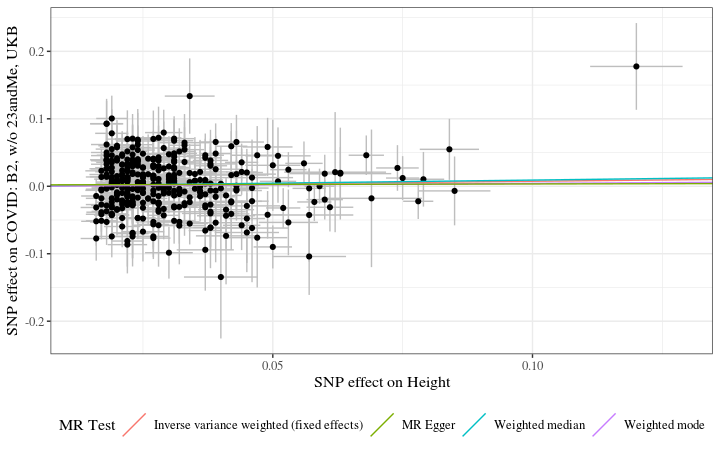 SNP effect on COVID: B2, w/o 23andMe, UKB
0.2
0.1
0.0
-0.1
-0.2
0.05
0.10
SNP effect on Height
MR Test
Inverse variance weighted (fixed effects)
MR Egger
Weighted median
Weighted mode